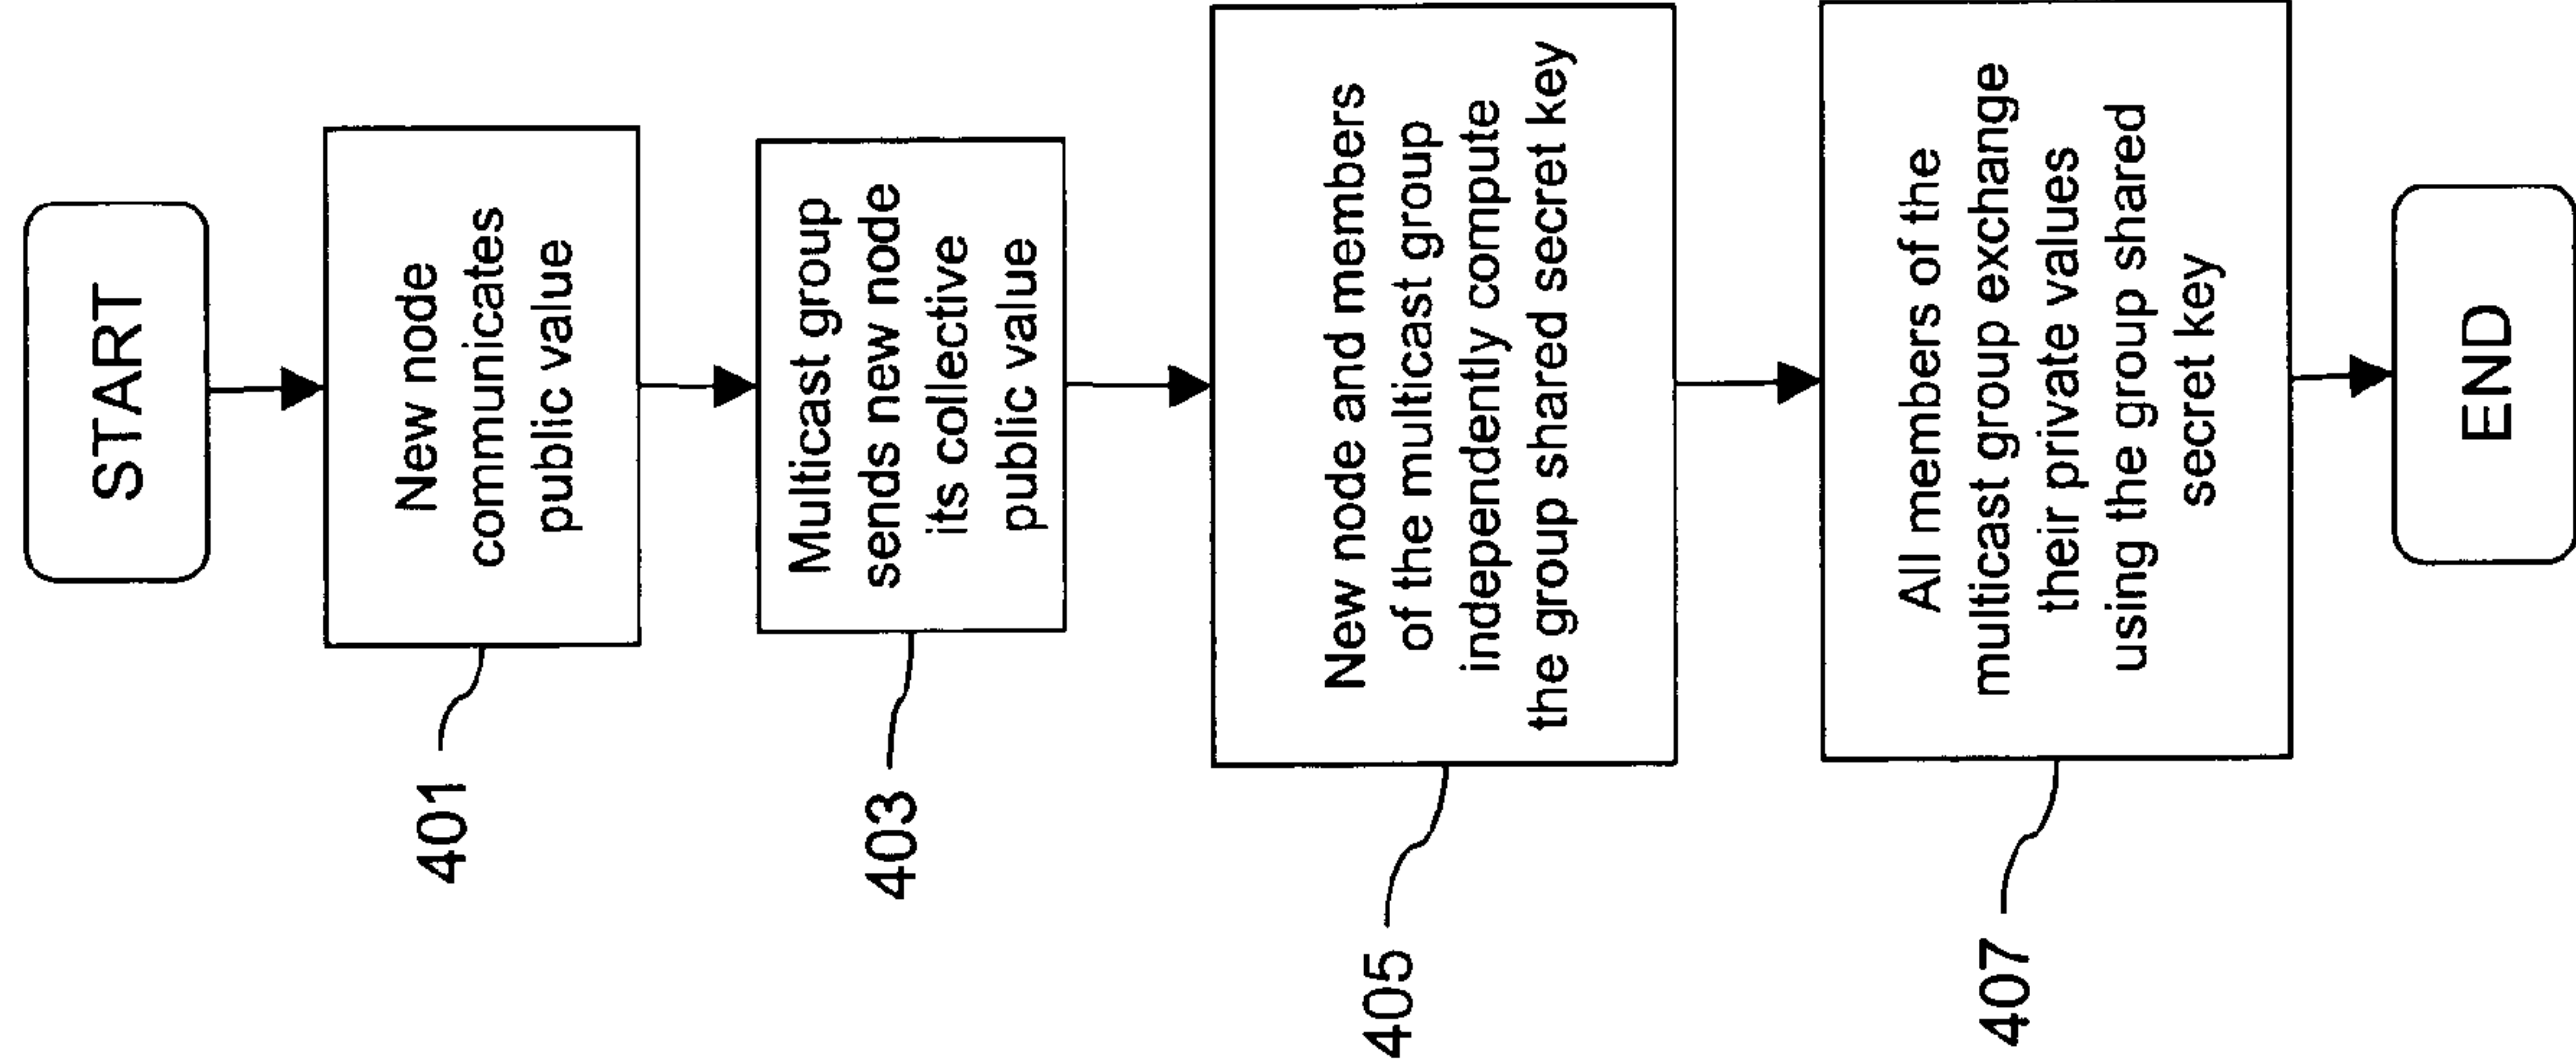 START
401
New node
communicates
public value
403
Multicast group
sends new node
its collective
public value
405
New node and members
of the multicast group
independently compute
the group shared secret key
407
All members of the
multicast group exchange
their private values
using the group shared
secret key
END